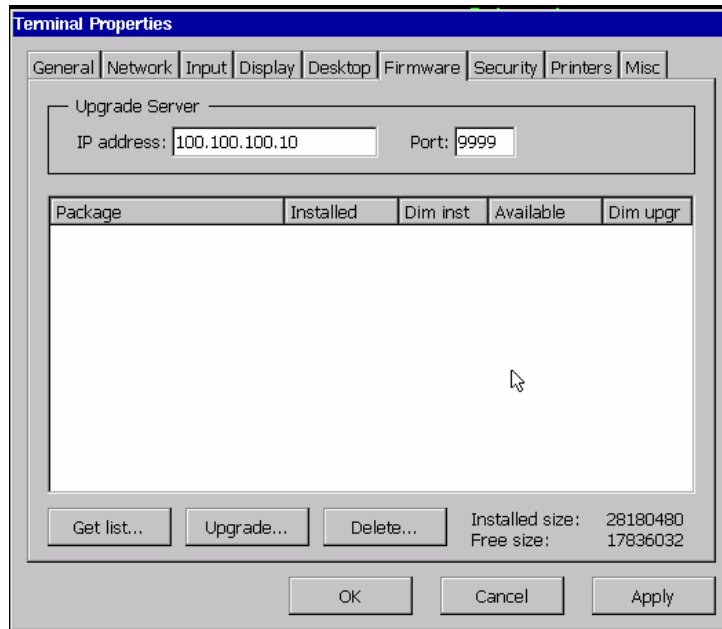 Terminal Properties
General Network Input Display Desktop Firmware Security Printers Misc
Upgrade Server
IP address: 100.100.100.10 Port: 9999
Package Installed Dim inst Available Dim upgr
Get list... Upgrade... Delete... Installed size: 28180480
Free size: 17836032
OK Cancel Apply